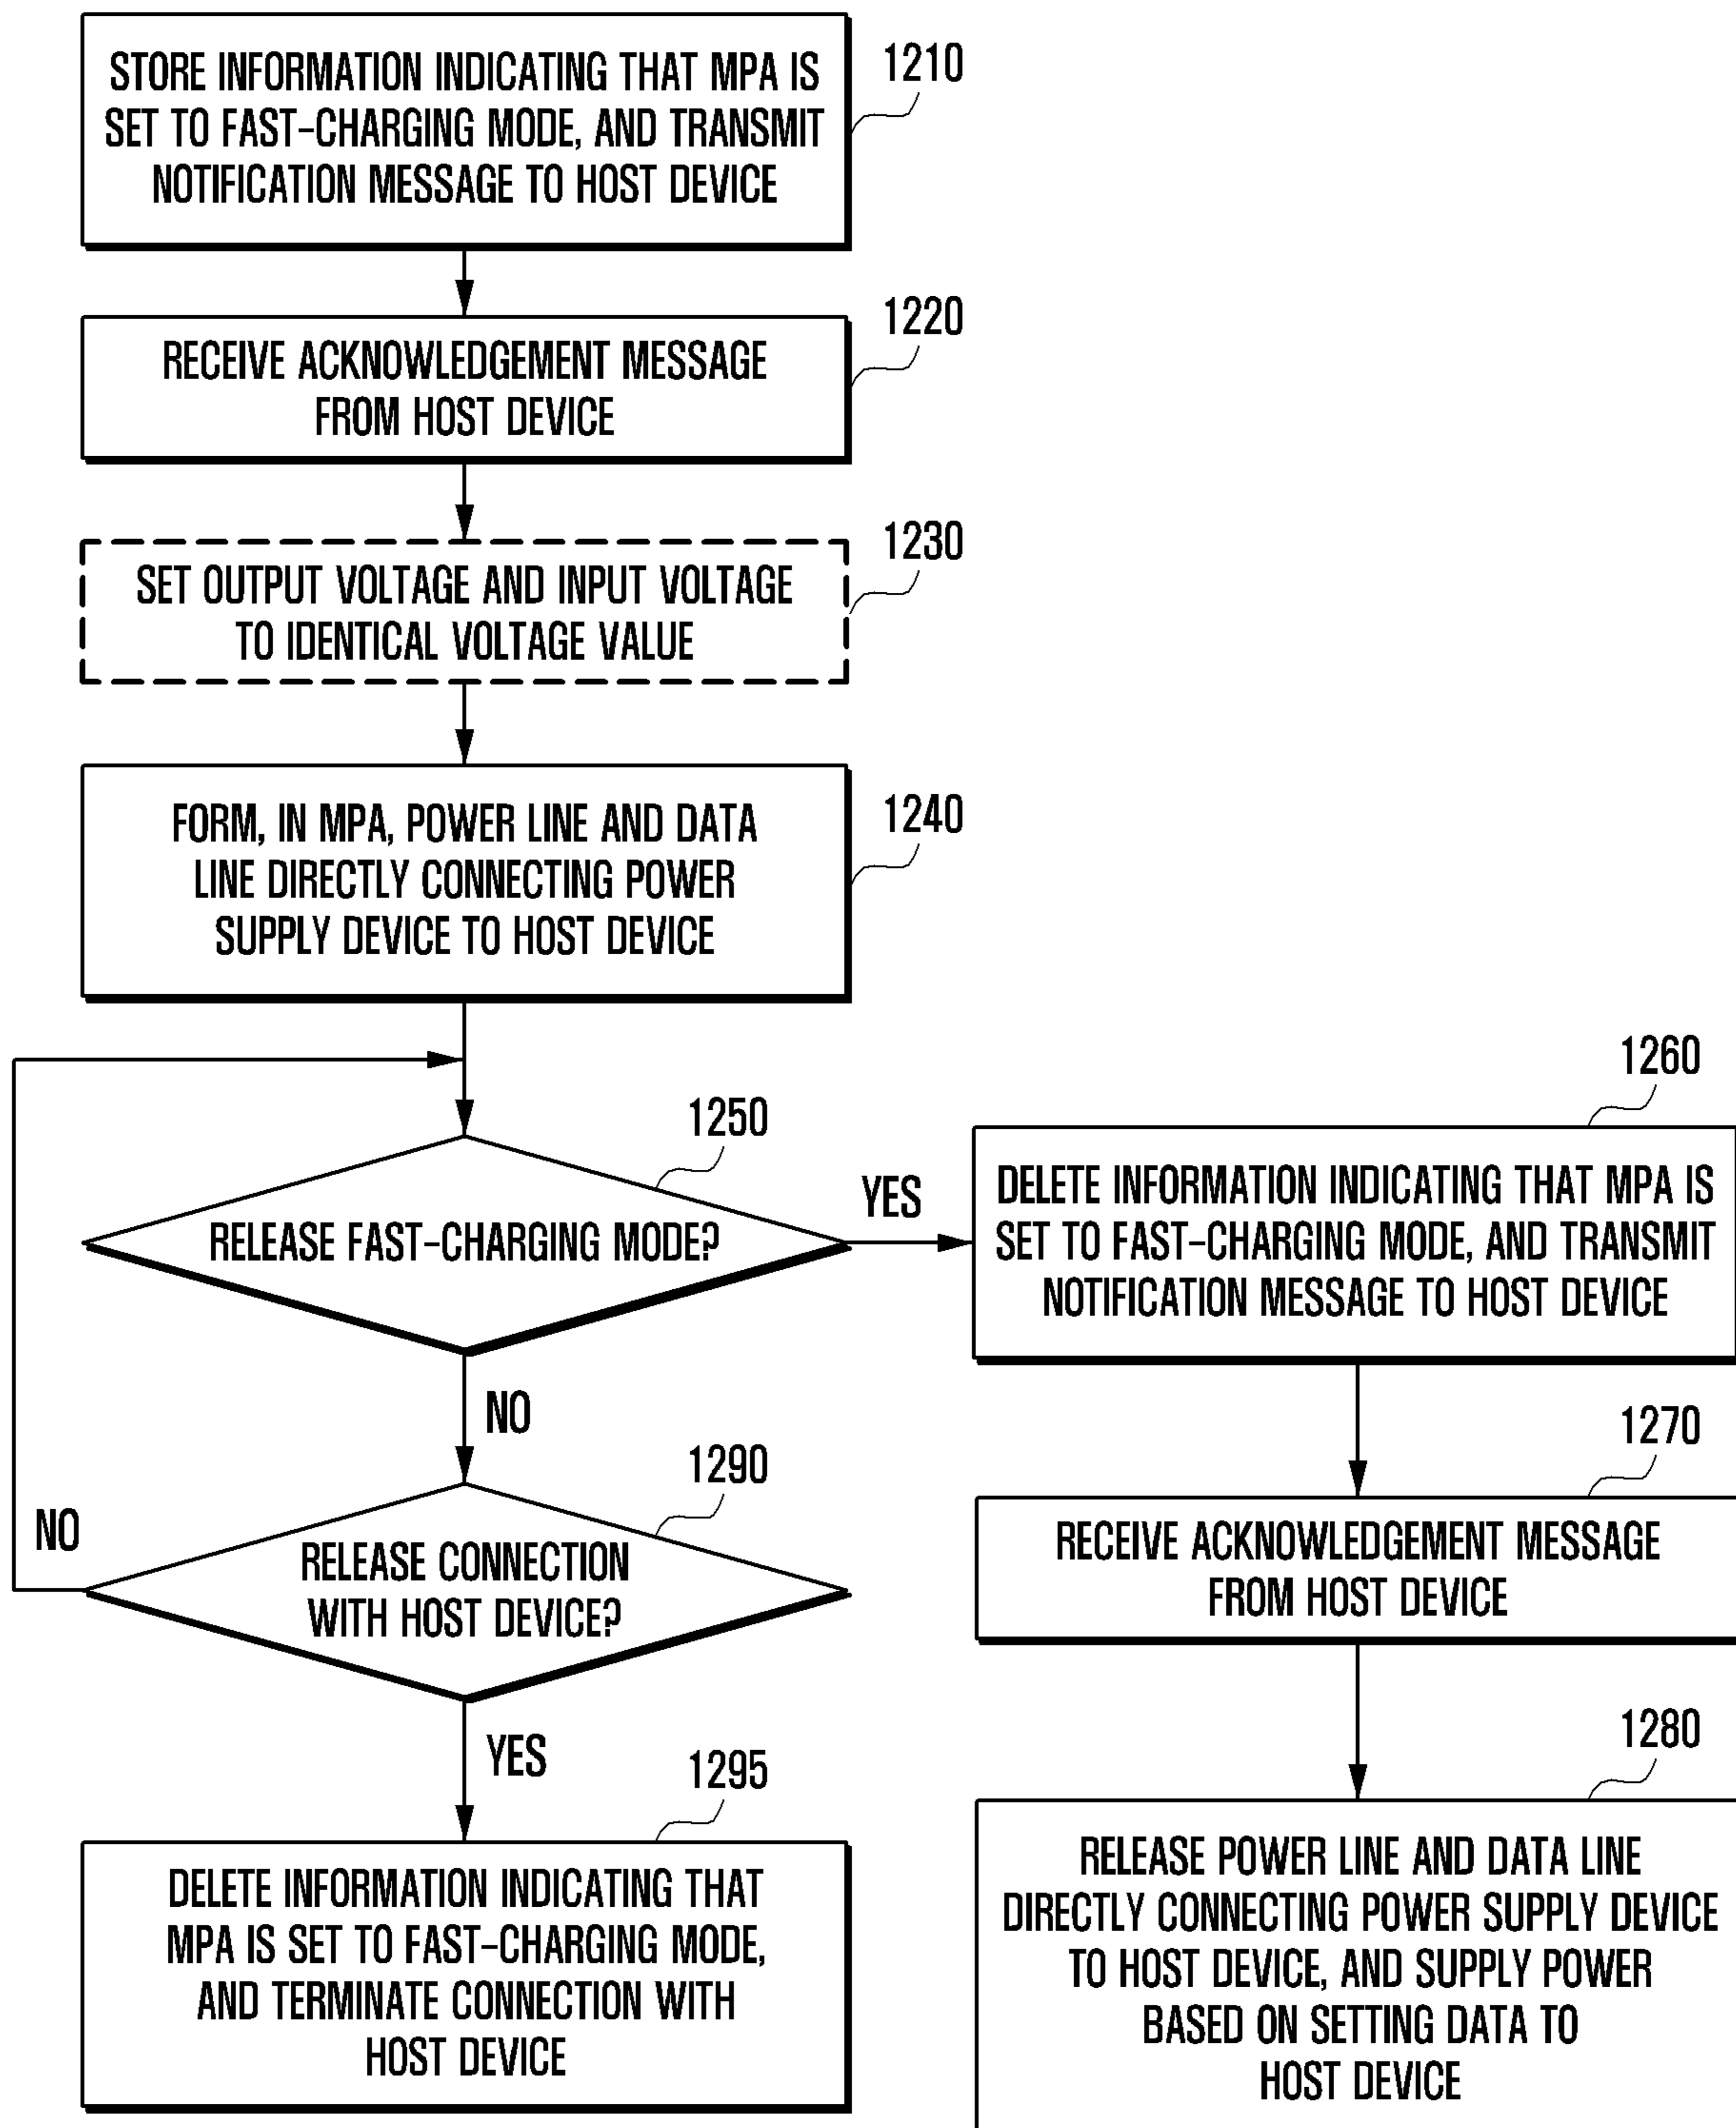 STORE INFORMATION INDICATING THAT MPA IS
SET TO FAST-CHARGING MODE, AND TRANSMIT
NOTIFICATION MESSAGE TO HOST DEVICE
1210
RECEIVE ACKNOWLEDGEMENT MESSAGE
FROM HOST DEVICE
1220
SET OUTPUT VOLTAGE AND INPUT VOLTAGE
TO IDENTICAL VOLTAGE VALUE
1230
FORM, IN MPA, POWER LINE AND DATA
LINE DIRECTLY CONNECTING POWER
SUPPLY DEVICE TO HOST DEVICE
1240
1250
RELEASE FAST-CHARGING MODE?
YES
NO
1260
DELETE INFORMATION INDICATING THAT MPA IS
SET TO FAST-CHARGING MODE, AND TRANSMIT
NOTIFICATION MESSAGE TO HOST DEVICE
1270
RECEIVE ACKNOWLEDGEMENT MESSAGE
FROM HOST DEVICE
1280
RELEASE POWER LINE AND DATA LINE
DIRECTLY CONNECTING POWER SUPPLY DEVICE
TO HOST DEVICE, AND SUPPLY POWER
BASED ON SETTING DATA TO
HOST DEVICE
1290
RELEASE CONNECTION
WITH HOST DEVICE?
NO
YES
1295
DELETE INFORMATION INDICATING THAT
MPA IS SET TO FAST-CHARGING MODE,
AND TERMINATE CONNECTION WITH
HOST DEVICE